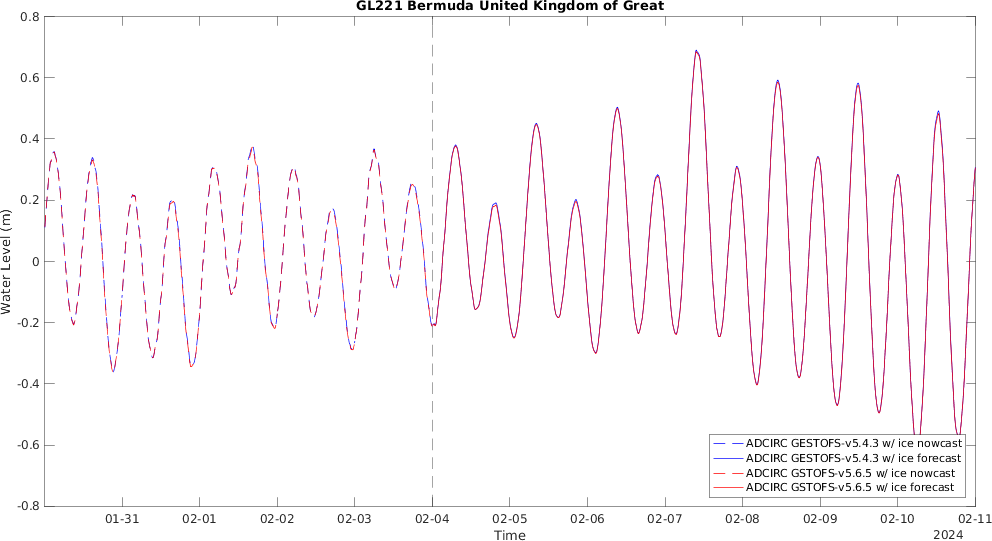 GL221 Bermuda United Kingdom of Great
0.8
0.6
0.4
0.2
0
-0.2
-0.4
-0.6
-0.8
Water Level (m)
ADCIRC GESTOFS-v5.4.3 w/ ice nowcast
ADCIRC GESTOFS-v5.4.3 w/ ice forecast
ADCIRC GSTOFS-v5.6.5 w/ ice nowcast
ADCIRC GSTOFS-v5.6.5 w/ ice forecast
01-31 02-01 02-02 02-03 02-04 02-05 02-06 02-07 02-08 02-09 02-10 02-11
Time
2024